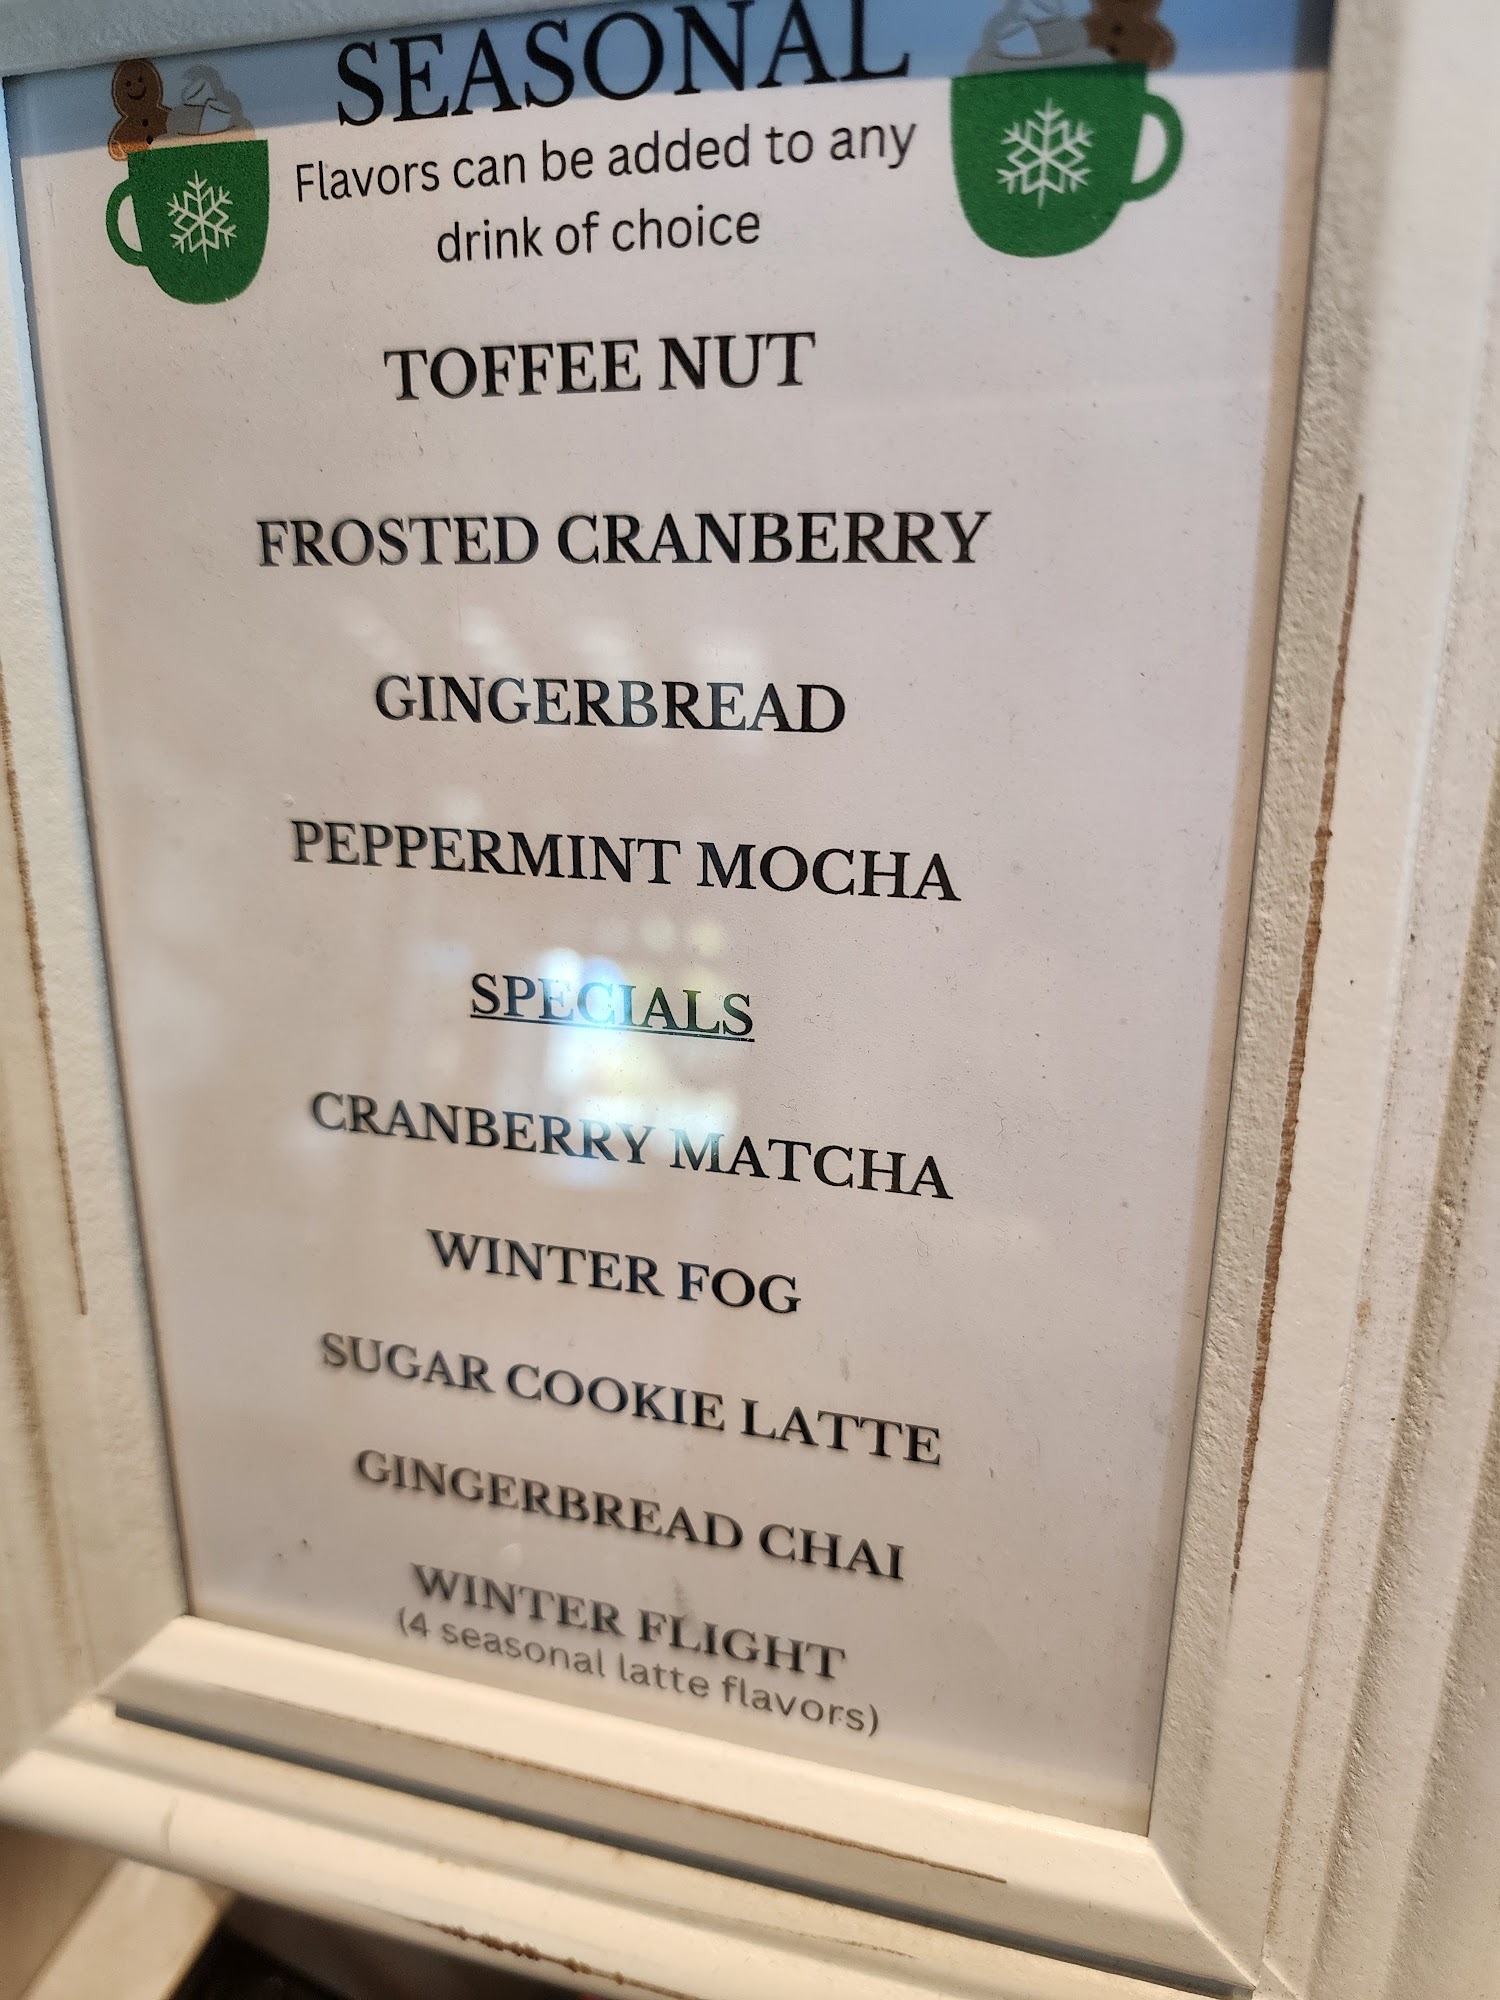 SEASONAL
Flavors can be added to any
drink of choice
TOFFEE NUT
FROSTED CRANBERRY
GINGERBREAD
PEPPERMINT MOCHA
SPECIALS
CRANBERRY MATCHA
WINTER FOG
SUGAR COOKIE LATTE
GINGERBREAD CHAI
WINTER FLIGHT
(4 seasonal latte flavors)